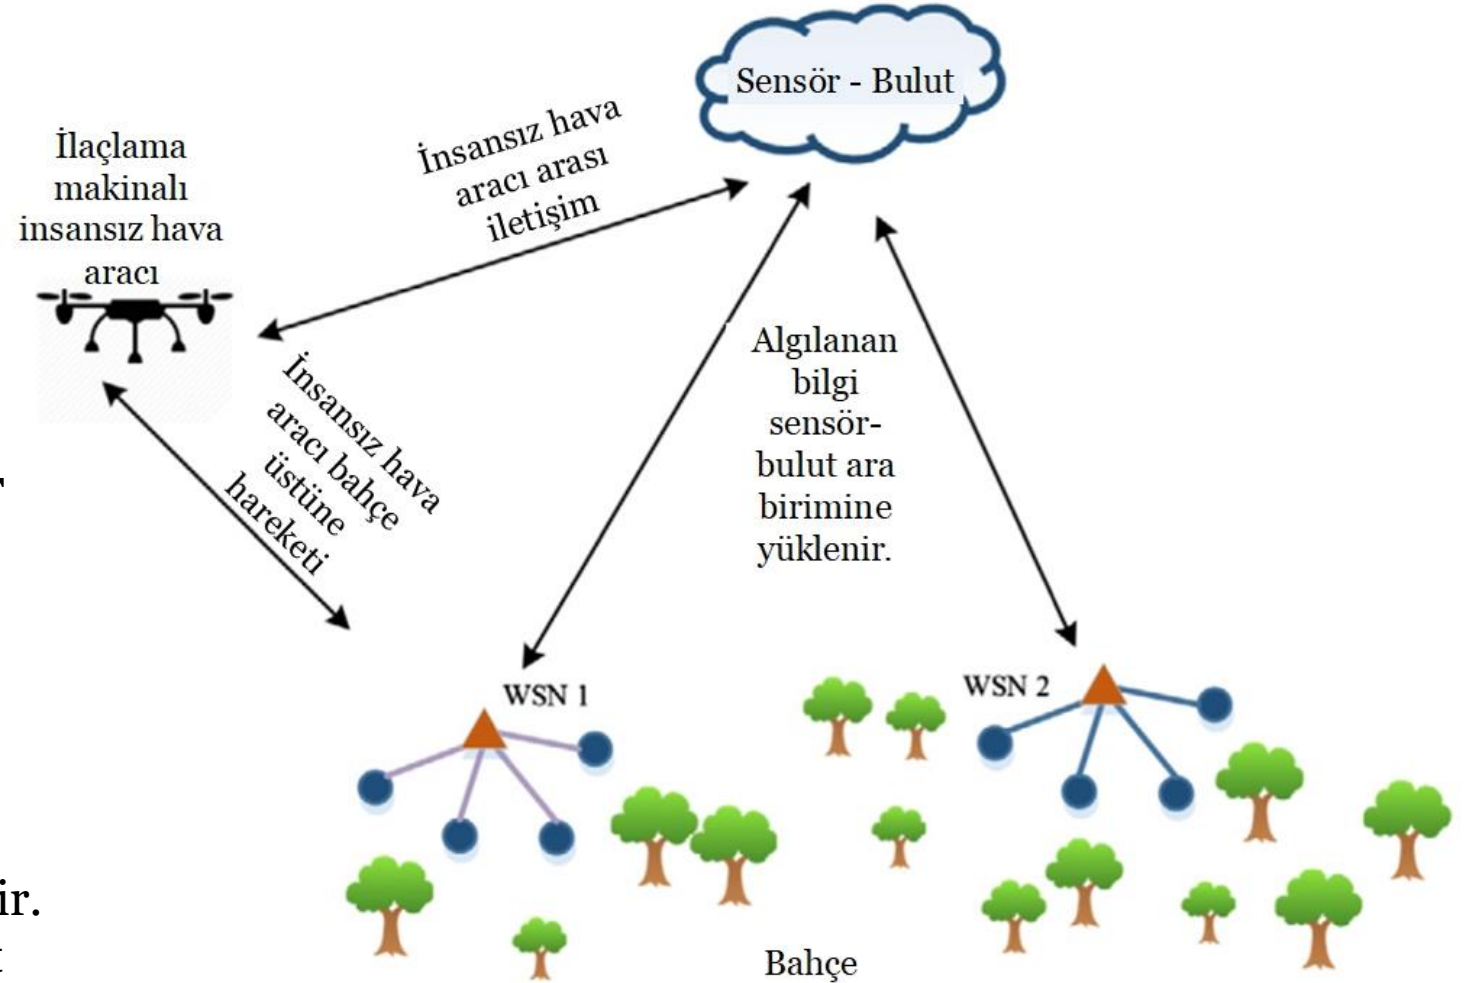 Sensör - Bulut
İnsansız hava
aracı arası
iletişim
İlaçlama
makinalı
insansız hava
aracı
İnsansız hava
aracı bahçe
üstüne
hareketi
Algılanan
bilgi
sensör-
bulut ara
birimine
yüklenir.
WSN 1
WSN 2
ir.
Bahçe